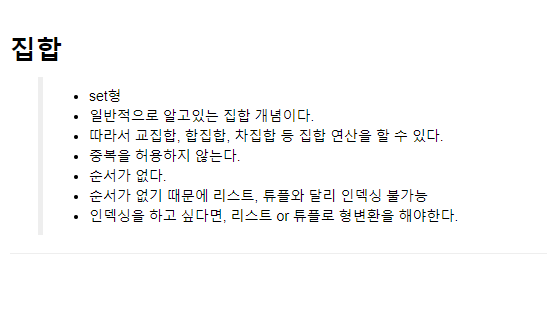 집합
set형
일반적으로 알고있는 집합 개념이다.
따라서 교집합, 합집합, 차집합 등 집합 연산을 할 수 있다.
중복을 허용하지 않는다.
순서가 없다.
순서가 없기 때문에 리스트, 튜플와 달리 인덱싱 불가능
인덱싱을 하고 싶다면, 리스트 or 튜플로 형변환을 해야한다.